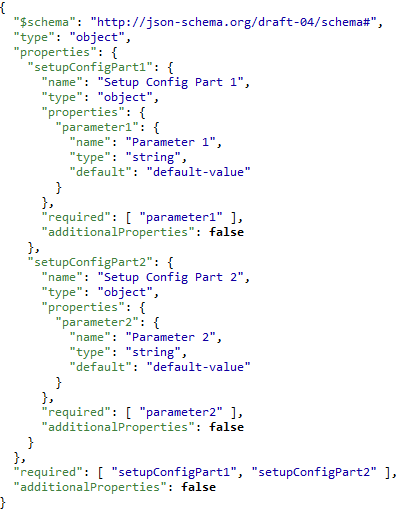 {
  "$schema": "http://json-schema.org/draft-04/schema#",
  "type": "object",
  "properties": {
    "setupConfigPart1": {
      "name": "Setup Config Part 1",
      "type": "object",
      "properties": {
        "parameter1": {
          "name": "Parameter 1",
          "type": "string",
          "default": "default-value"
        }
      },
      "required": [ "parameter1" ],
      "additionalProperties": false
    },
    "setupConfigPart2": {
      "name": "Setup Config Part 2",
      "type": "object",
      "properties": {
        "parameter2": {
          "name": "Parameter 2",
          "type": "string",
          "default": "default-value"
        }
      },
      "required": [ "parameter2" ],
      "additionalProperties": false
    }
  },
  "required": [ "setupConfigPart1", "setupConfigPart2" ],
  "additionalProperties": false
}